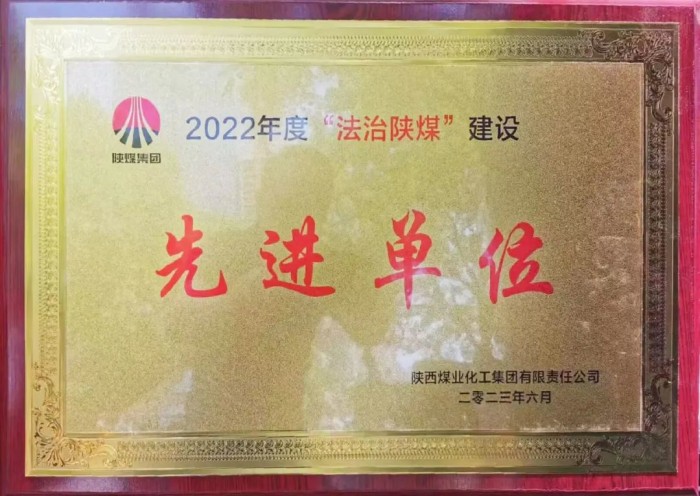 陕煤集团
2022年度“法治陕煤”建设
先进单位
陕西煤业化工集团有限责任公司
二零二三年六月